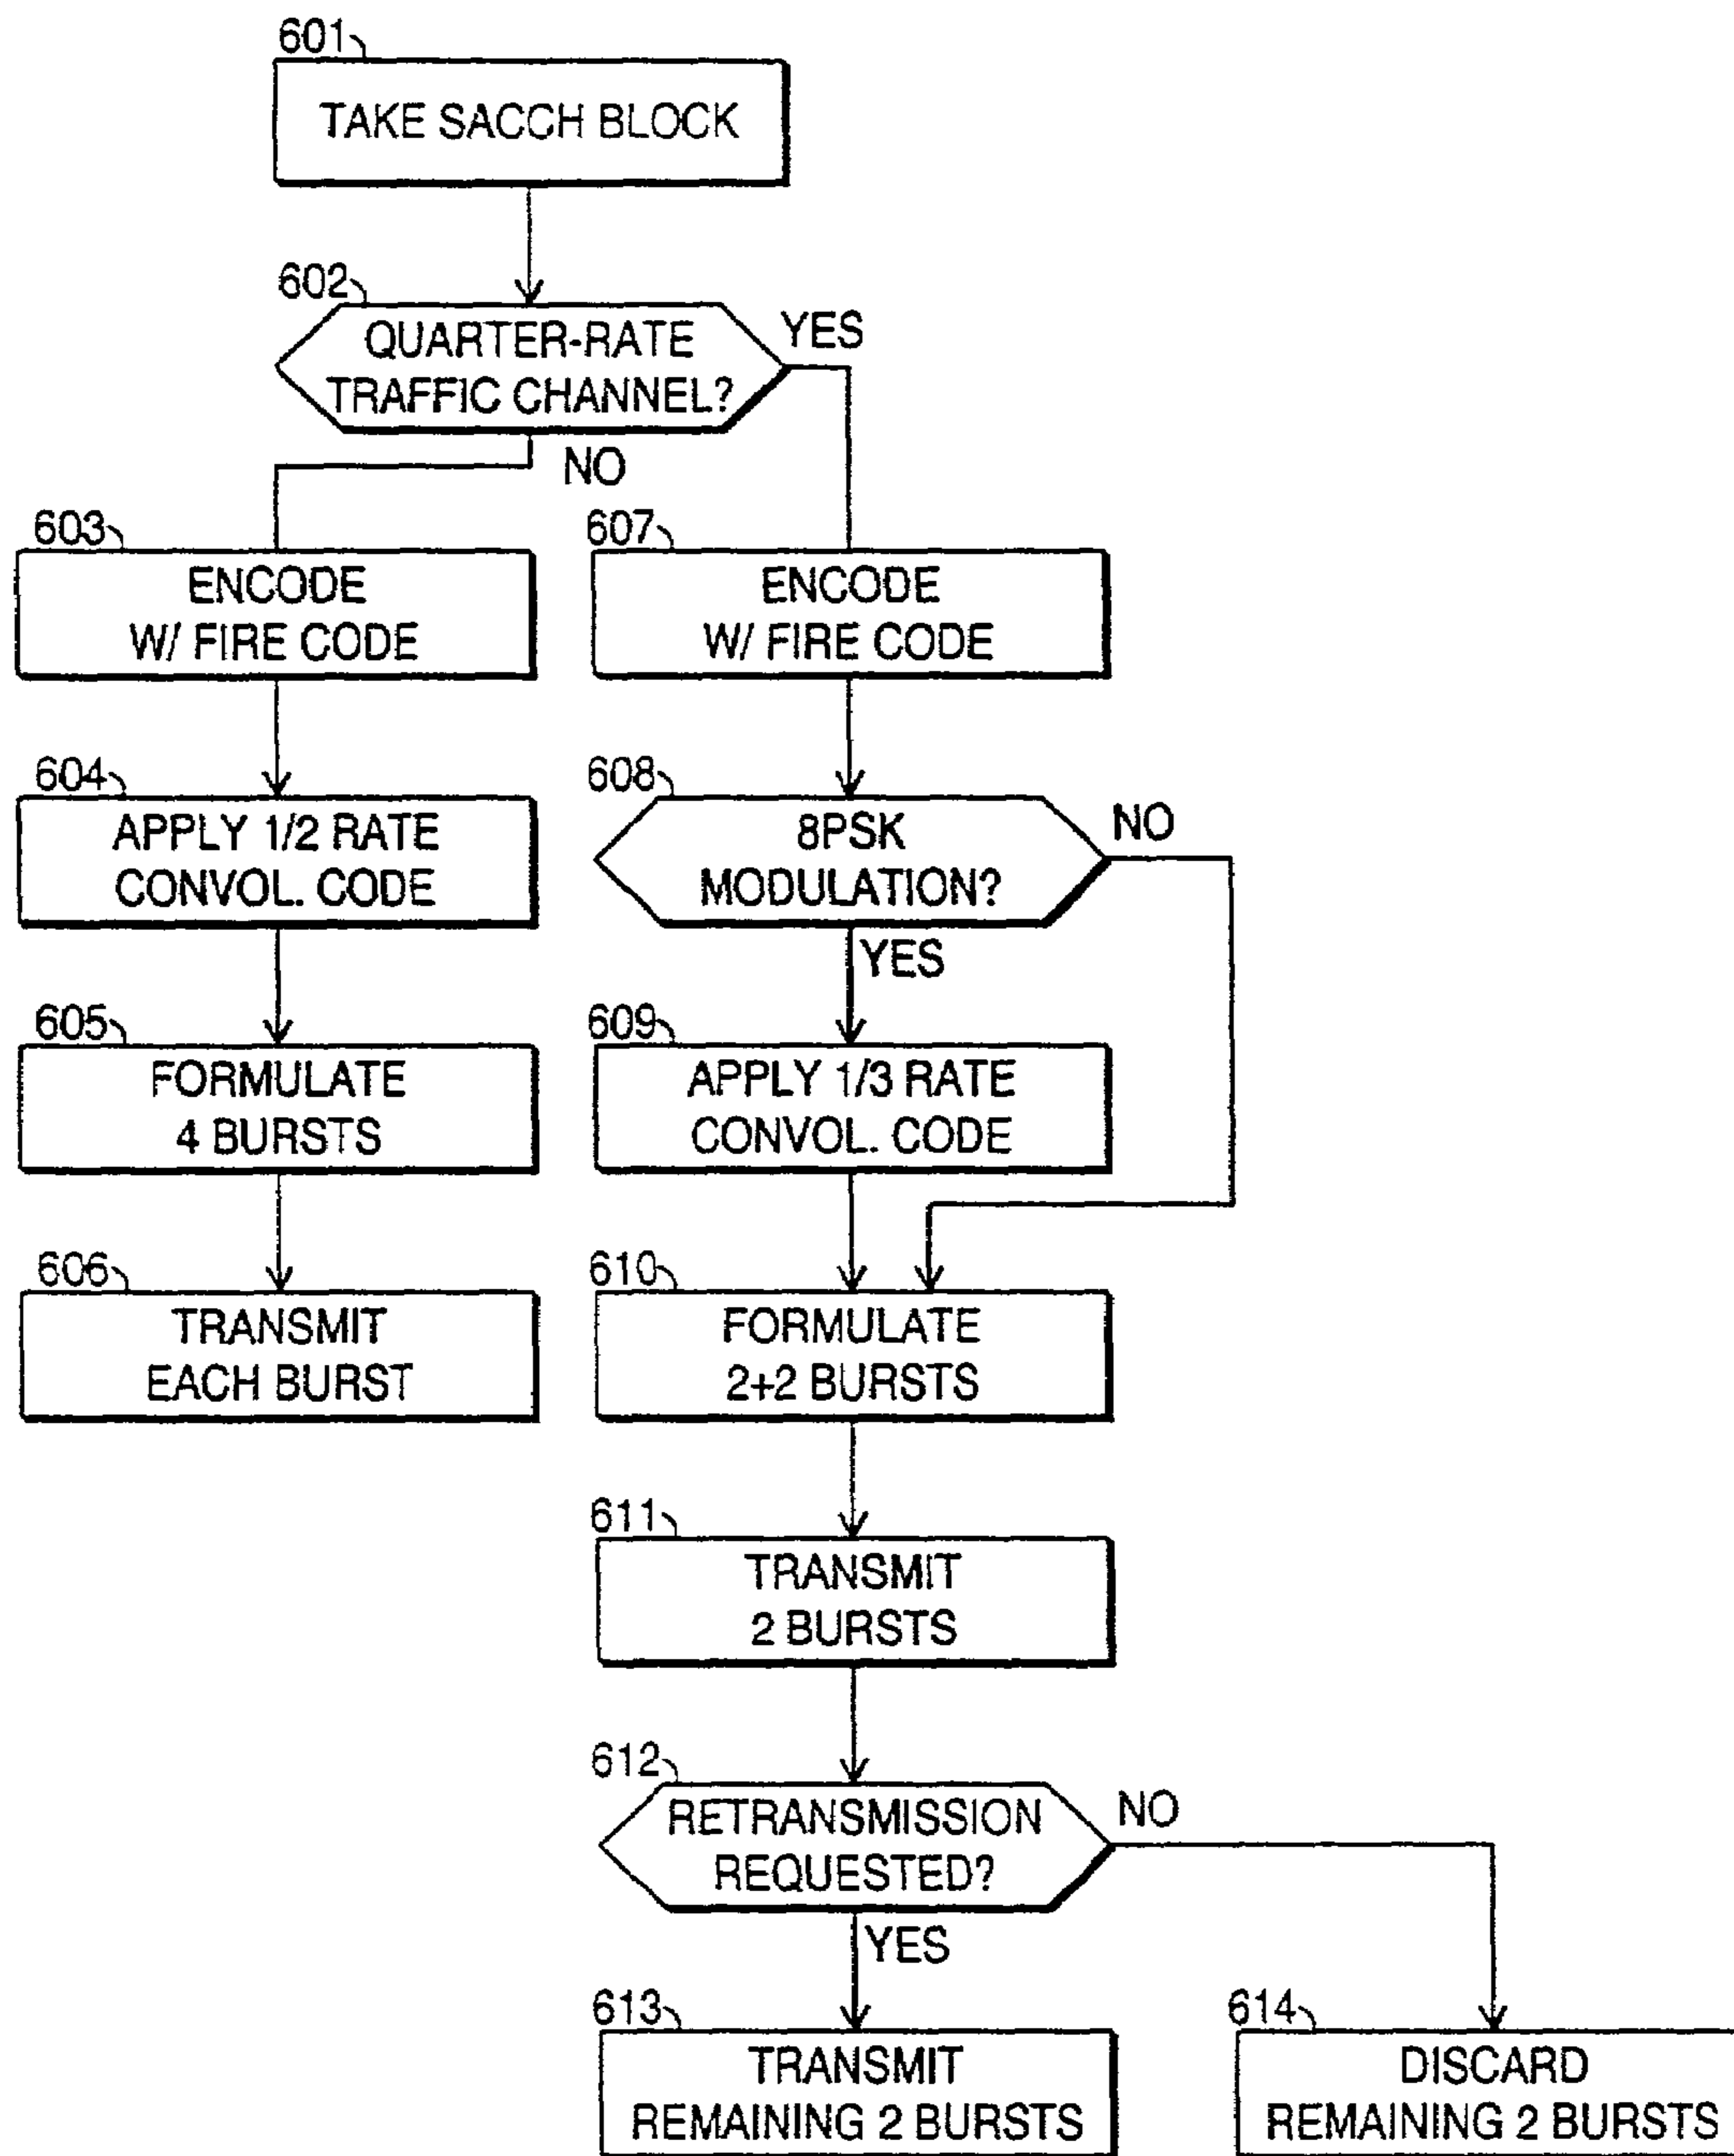 601
TAKE SACCH BLOCK
602
QUARTER-RATE
TRAFFIC CHANNEL?
YES
NO
603
ENCODE
W/ FIRE CODE
607
ENCODE
W/ FIRE CODE
604
APPLY 1/2 RATE
CONVOL. CODE
608
8PSK
MODULATION?
NO
YES
605
FORMULATE
4 BURSTS
609
APPLY 1/3 RATE
CONVOL. CODE
606
TRANSMIT
EACH BURST
610
FORMULATE
2+2 BURSTS
611
TRANSMIT
2 BURSTS
612
RETRANSMISSION
REQUESTED?
NO
YES
613
TRANSMIT
REMAINING 2 BURSTS
614
DISCARD
REMAINING 2 BURSTS